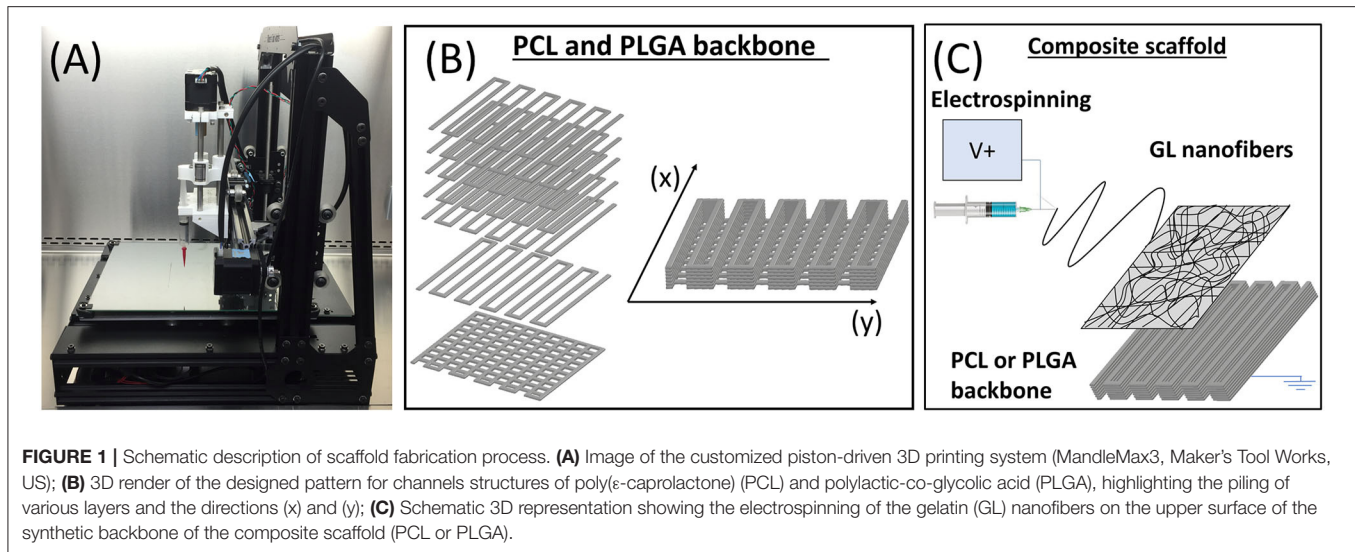 (A)
(B)
PCL and PLGA backbone
(x)
(y)
(C)
Composite scaffold
Electrospinning
V+
GL nanofibers
PCL or PLGA
backbone
FIGURE 1 | Schematic description of scaffold fabrication process. (A) Image of the customized piston-driven 3D printing system (MandleMax3, Maker's Tool Works,
US); (B) 3D render of the designed pattern for channels structures of poly(ε-caprolactone) (PCL) and polylactic-co-glycolic acid (PLGA), highlighting the piling of
various layers and the directions (x) and (y); (C) Schematic 3D representation showing the electrospinning of the gelatin (GL) nanofibers on the upper surface of the
synthetic backbone of the composite scaffold (PCL or PLGA).